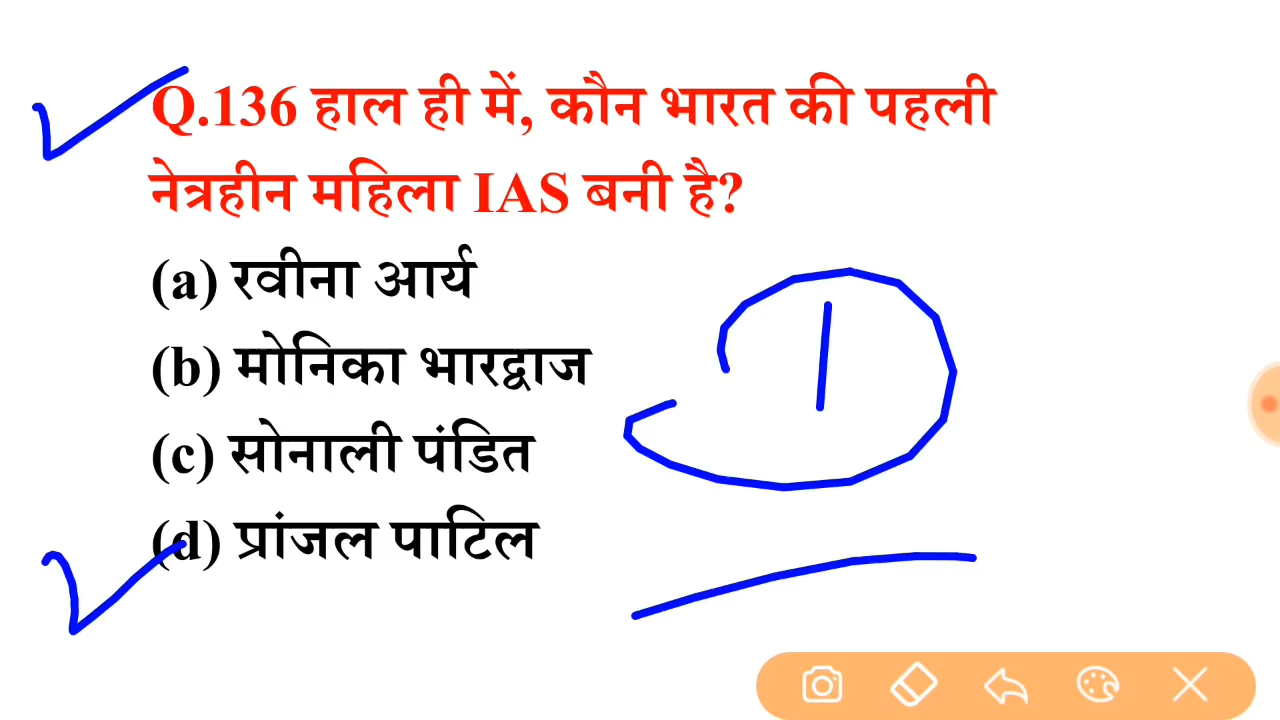 Q.136 हाल ही में, कौन भारत की पहली
नेत्रहीन महिला IAS बनी है?
(a) रवीना आर्य
(b) मोनिका भारद्वाज
(c) सोनाली पंडित
(d) प्रांजल पाटिल